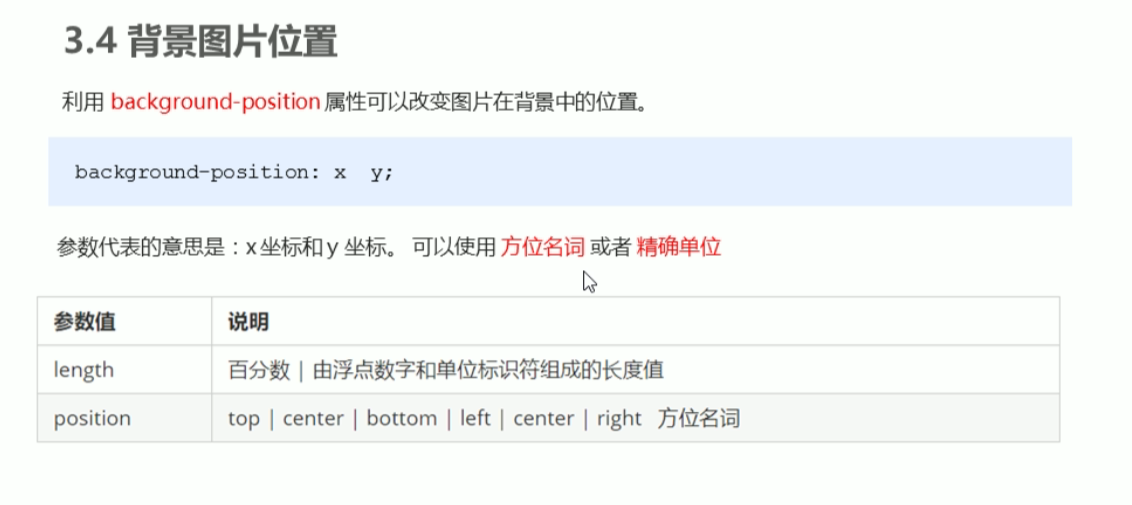 3.4 背景图片位置
利用 background-position 属性可以改变图片在背景中的位置。
background-position: x  y;
参数代表的意思是：x 坐标和 y 坐标。 可以使用 方位名词 或者 精确单位
参数值 说明
length 百分数 | 由浮点数字和单位标识符组成的长度值
position top | center | bottom | left | center | right 方位名词